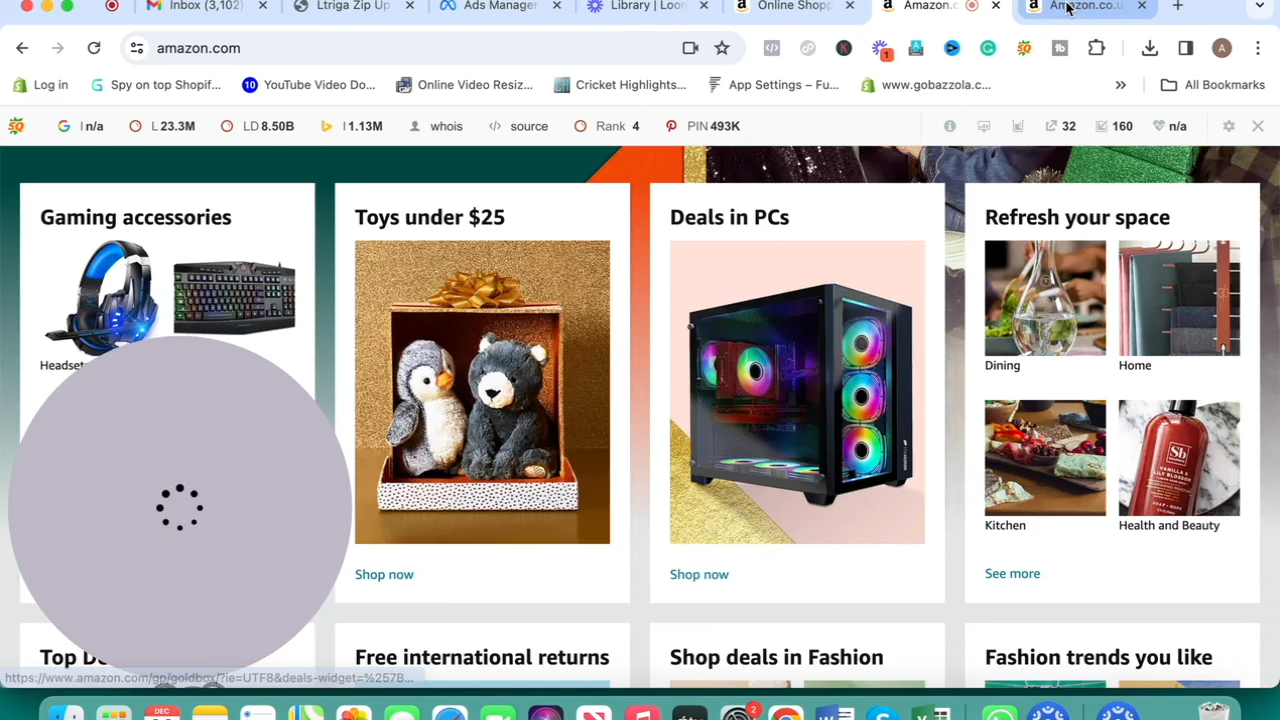 Inbox (3,102)
Ltriga Zip Up
Ads Manager
Library | Loom
Online Shopp
Amazon.c
Amazon.co.u
amazon.com
1
A
Log in
Spy on top Shopif...
10 YouTube Video Do...
Online Video Resiz...
Cricket Highlights...
App Settings – Fu...
www.gobazzola.c...
»
All Bookmarks
I n/a
L 23.3M
LD 8.50B
I 1.13M
whois
source
Rank 4
PIN 493K
32
160
n/a
Gaming accessories
Toys under $25
Deals in PCs
Refresh your space
Headset
Dining
Home
Kitchen
Health and Beauty
Shop now
Shop now
See more
Top De
Free international returns
Shop deals in Fashion
Fashion trends you like
https://www.amazon.com/gp/goldbox/?ie=UTF8&deals-widget=%257B...
DEC
2